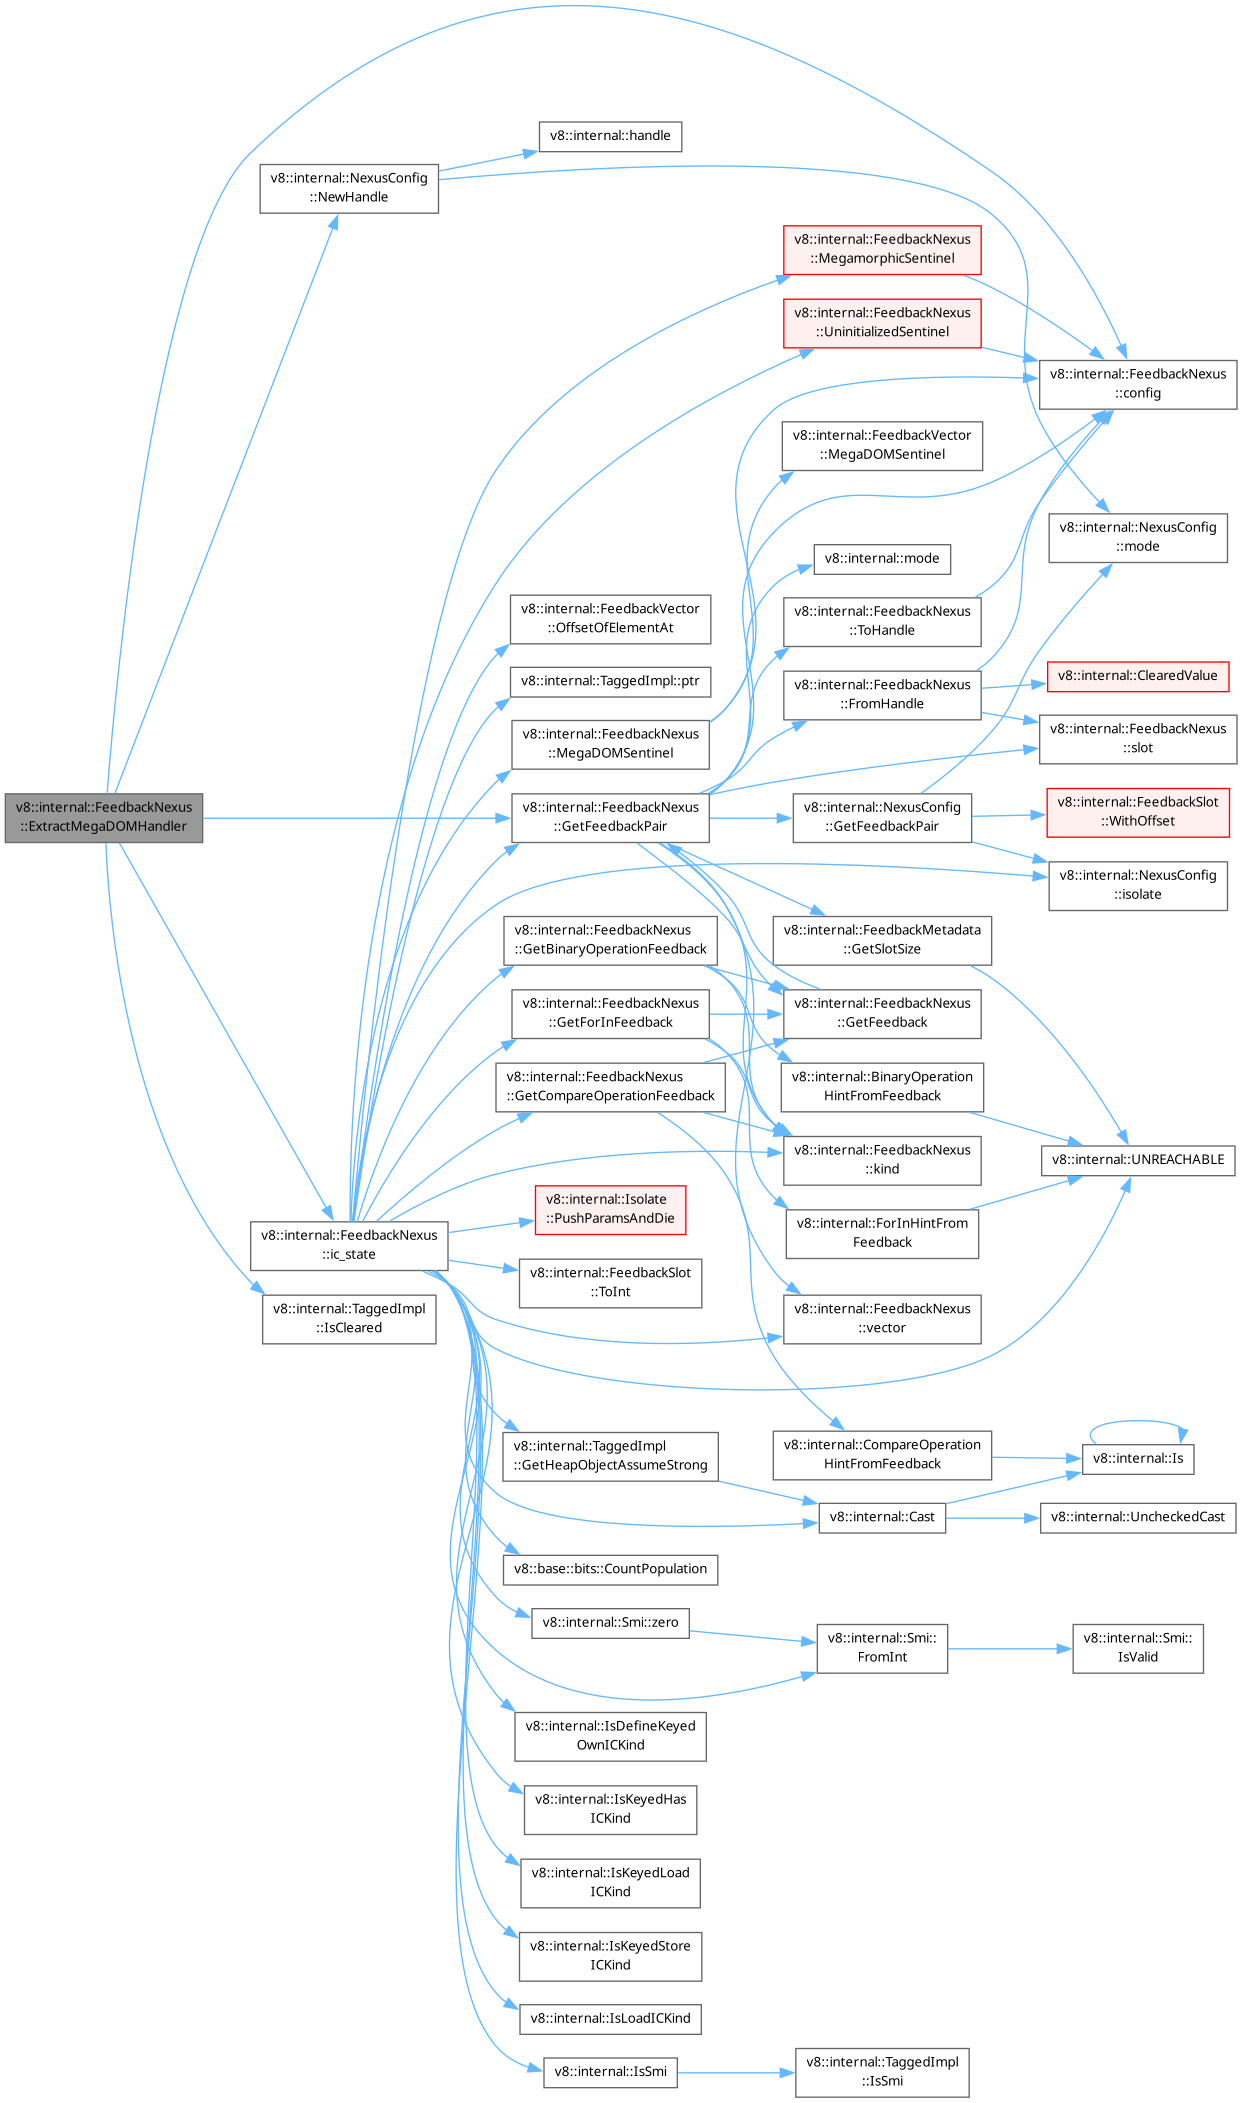 v8::internal::handle
v8::internal::NexusConfig
::NewHandle
v8::internal::FeedbackNexus
::MegamorphicSentinel
v8::internal::FeedbackNexus
::UninitializedSentinel
v8::internal::FeedbackNexus
::config
v8::internal::FeedbackVector
::MegaDOMSentinel
v8::internal::NexusConfig
::mode
v8::internal::mode
v8::internal::FeedbackVector
::OffsetOfElementAt
v8::internal::FeedbackNexus
::ToHandle
v8::internal::TaggedImpl::ptr
v8::internal::FeedbackNexus
::FromHandle
v8::internal::ClearedValue
v8::internal::FeedbackNexus
::MegaDOMSentinel
v8::internal::FeedbackNexus
::slot
v8::internal::FeedbackNexus
::ExtractMegaDOMHandler
v8::internal::FeedbackNexus
::GetFeedbackPair
v8::internal::NexusConfig
::GetFeedbackPair
v8::internal::FeedbackSlot
::WithOffset
v8::internal::NexusConfig
::isolate
v8::internal::FeedbackNexus
::GetBinaryOperationFeedback
v8::internal::FeedbackMetadata
::GetSlotSize
v8::internal::FeedbackNexus
::GetForInFeedback
v8::internal::FeedbackNexus
::GetFeedback
v8::internal::FeedbackNexus
::GetCompareOperationFeedback
v8::internal::BinaryOperation
HintFromFeedback
v8::internal::FeedbackNexus
::kind
v8::internal::UNREACHABLE
v8::internal::Isolate
::PushParamsAndDie
v8::internal::ForInHintFrom
Feedback
v8::internal::FeedbackNexus
::ic_state
v8::internal::FeedbackSlot
::ToInt
v8::internal::TaggedImpl
::IsCleared
v8::internal::FeedbackNexus
::vector
v8::internal::TaggedImpl
::GetHeapObjectAssumeStrong
v8::internal::CompareOperation
HintFromFeedback
v8::internal::Is
v8::internal::Cast
v8::internal::UncheckedCast
v8::base::bits::CountPopulation
v8::internal::Smi::zero
v8::internal::Smi::
FromInt
v8::internal::Smi::
IsValid
v8::internal::IsDefineKeyed
OwnICKind
v8::internal::IsKeyedHas
ICKind
v8::internal::IsKeyedLoad
ICKind
v8::internal::IsKeyedStore
ICKind
v8::internal::IsLoadICKind
v8::internal::IsSmi
v8::internal::TaggedImpl
::IsSmi